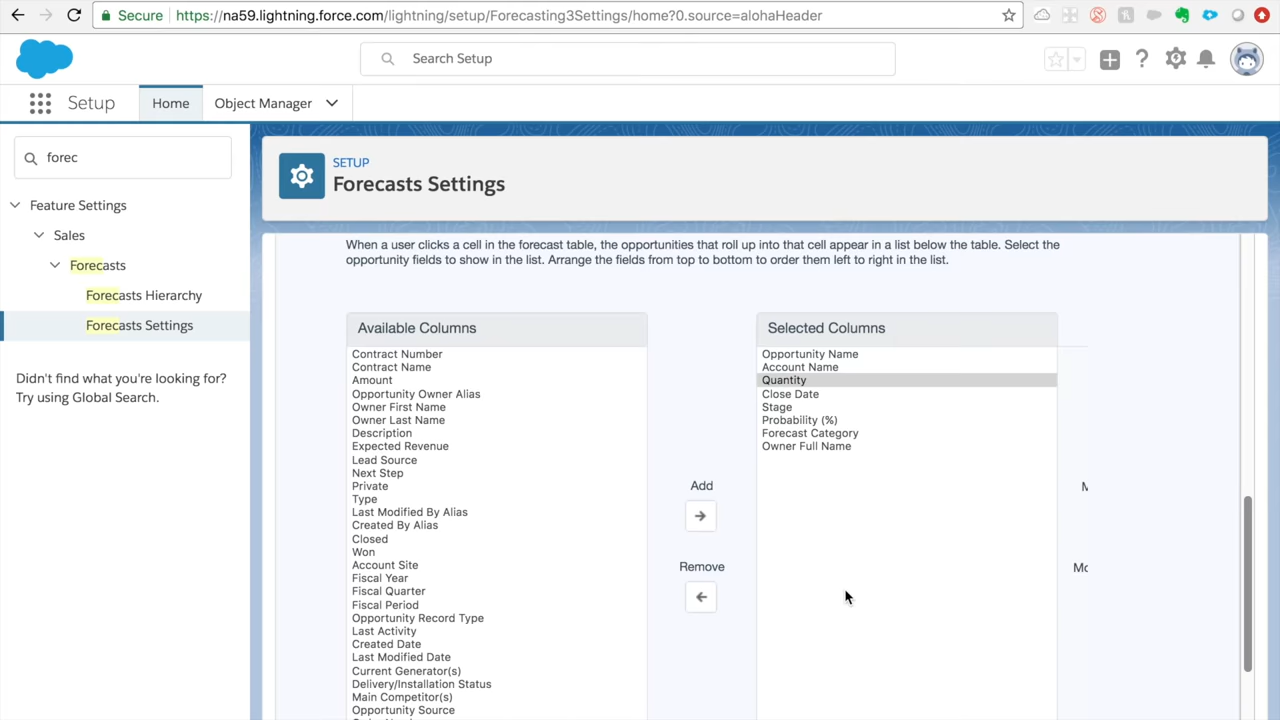 Secure https://na59.lightning.force.com/lightning/setup/Forecasting3Settings/home?0.source=alohaHeader
Search Setup
Setup Home Object Manager
forec
Feature Settings
Sales
Forecasts
Forecasts Hierarchy
Forecasts Settings
Didn't find what you're looking for?
Try using Global Search.
SETUP
Forecasts Settings
When a user clicks a cell in the forecast table, the opportunities that roll up into that cell appear in a list below the table. Select the
opportunity fields to show in the list. Arrange the fields from top to bottom to order them left to right in the list.
Available Columns
Contract Number
Contract Name
Amount
Opportunity Owner Alias
Owner First Name
Owner Last Name
Description
Expected Revenue
Lead Source
Next Step
Private
Type
Last Modified By Alias
Created By Alias
Closed
Won
Account Site
Fiscal Year
Fiscal Quarter
Fiscal Period
Opportunity Record Type
Last Activity
Created Date
Last Modified Date
Current Generator(s)
Delivery/Installation Status
Main Competitor(s)
Opportunity Source
Add
Remove
Selected Columns
Opportunity Name
Account Name
Quantity
Close Date
Stage
Probability (%)
Forecast Category
Owner Full Name